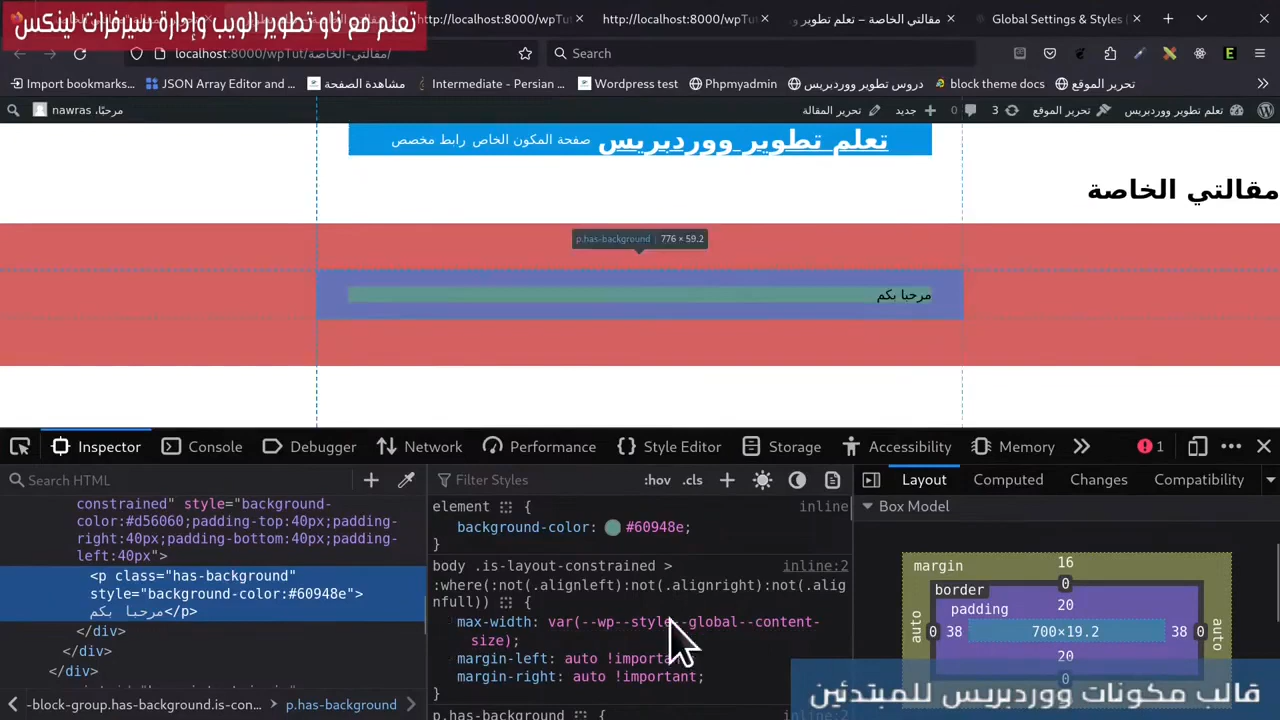 تعلم مع ناو تطوير الويب وإدارة سيرفرات لينكس
http://localhost:8000/wpTut
http://localhost:8000/wpTut
مقالتي الخاصة – تعلم تطوير و
Global Settings & Styles (
localhost:8000/wpTut/مقالتي-الخاصة/
Search
Import bookmarks...
JSON Array Editor and ...
مشاهدة الصفحة
Intermediate - Persian ...
Wordpress test
Phpmyadmin
دروس تطوير ووردبريس
block theme docs
تحرير الموقع
مرحبًا، nawras
تحرير المقالة
جديد
0
3
تحرير الموقع
تعلم تطوير ووردبريس
تعلم تطوير ووردبريس
صفحة المكون الخاص رابط مخصص
مقالتي الخاصة
p.has-background | 776 × 59.2
مرحبا بكم
Inspector
Console
Debugger
Network
Performance
Style Editor
Storage
Accessibility
Memory
1
Search HTML
constrained" style="background-
color:#d56060;padding-top:40px;padding-
right:40px;padding-bottom:40px;padding-
left:40px">
<p class="has-background"
style="background-color:#60948e">
مرحبا بكم</p>
</div>
</div>
</div>
-block-group.has-background.is-con...
p.has-background
Filter Styles
:hov
.cls
element {
inline
background-color: #60948e;
}
body .is-layout-constrained >
inline:2
:where(:not(.alignleft):not(.alignright):not(.alig
nfull)) {
max-width: var(--wp--style--global--content-
size);
margin-left: auto !important;
margin-right: auto !important;
}
p.has-background {
inline:2
Layout
Computed
Changes
Compatibility
Box Model
margin
16
border
0
padding
20
auto
0
38
700×19.2
38
0
auto
20
0
قالب مكونات ووردبريس للمبتدئين